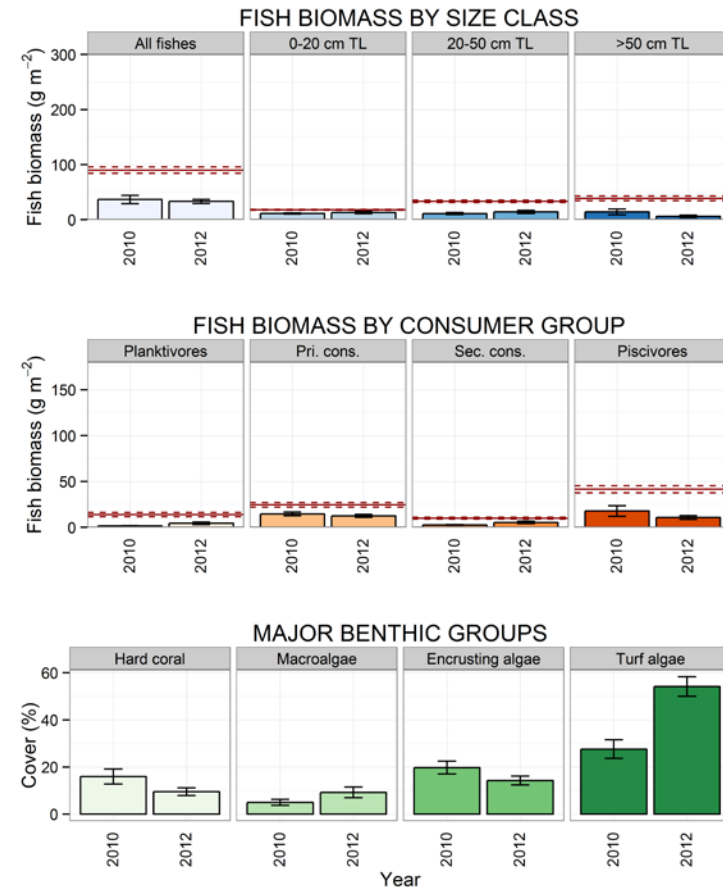 FISH BIOMASS BY SIZE CLASS
All fishes 0-20 cm TL 20-50 cm TL >50 cm TL
Fish biomass (g m⁻²)
300
200
100
0
2010 2012 2010 2012 2010 2012 2010 2012
FISH BIOMASS BY CONSUMER GROUP
Planktivores Pri. cons. Sec. cons. Piscivores
Fish biomass (g m⁻²)
150
100
50
0
2010 2012 2010 2012 2010 2012 2010 2012
MAJOR BENTHIC GROUPS
Hard coral Macroalgae Encrusting algae Turf algae
Cover (%)
60
40
20
0
2010 2012 2010 2012 2010 2012 2010 2012
Year